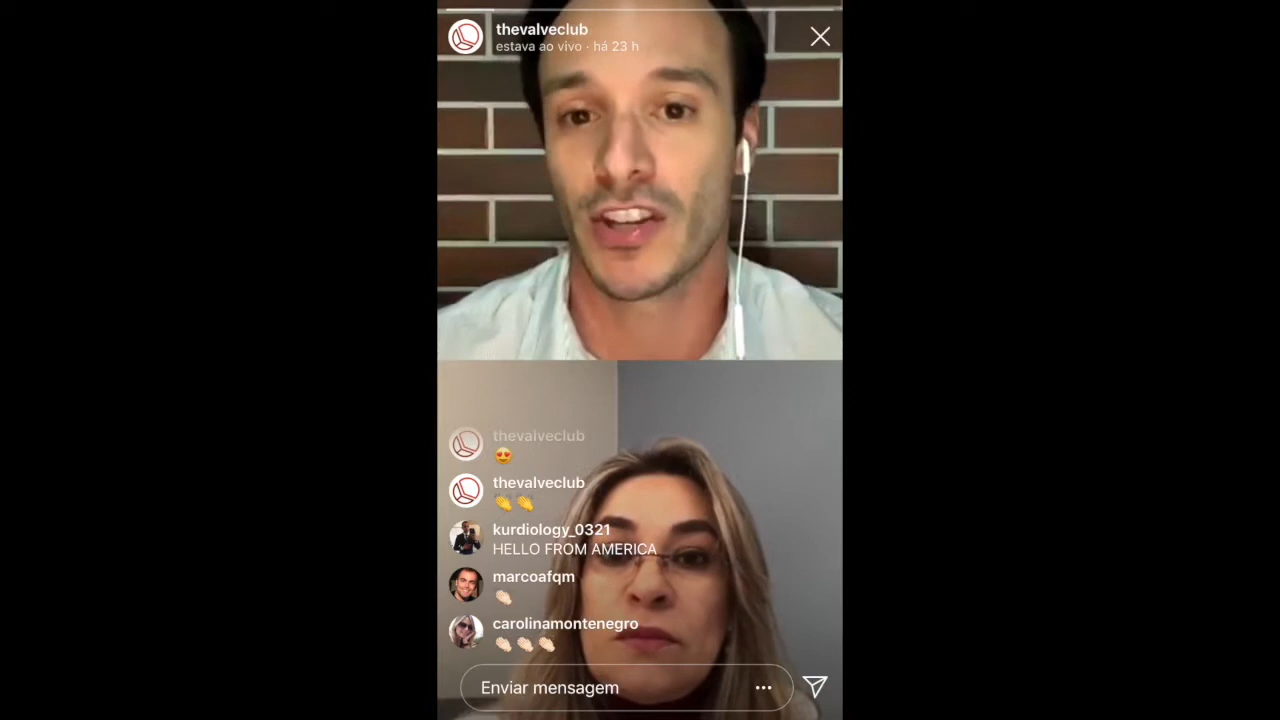 thevalveclub
estava ao vivo · há 23 h
thevalveclub
😍
thevalveclub
👏👏
kurdiology_0321
HELLO FROM AMERICA
marcoafqm
👏🏻
carolinamontenegro
👏🏻👏🏻👏🏻
Enviar mensagem